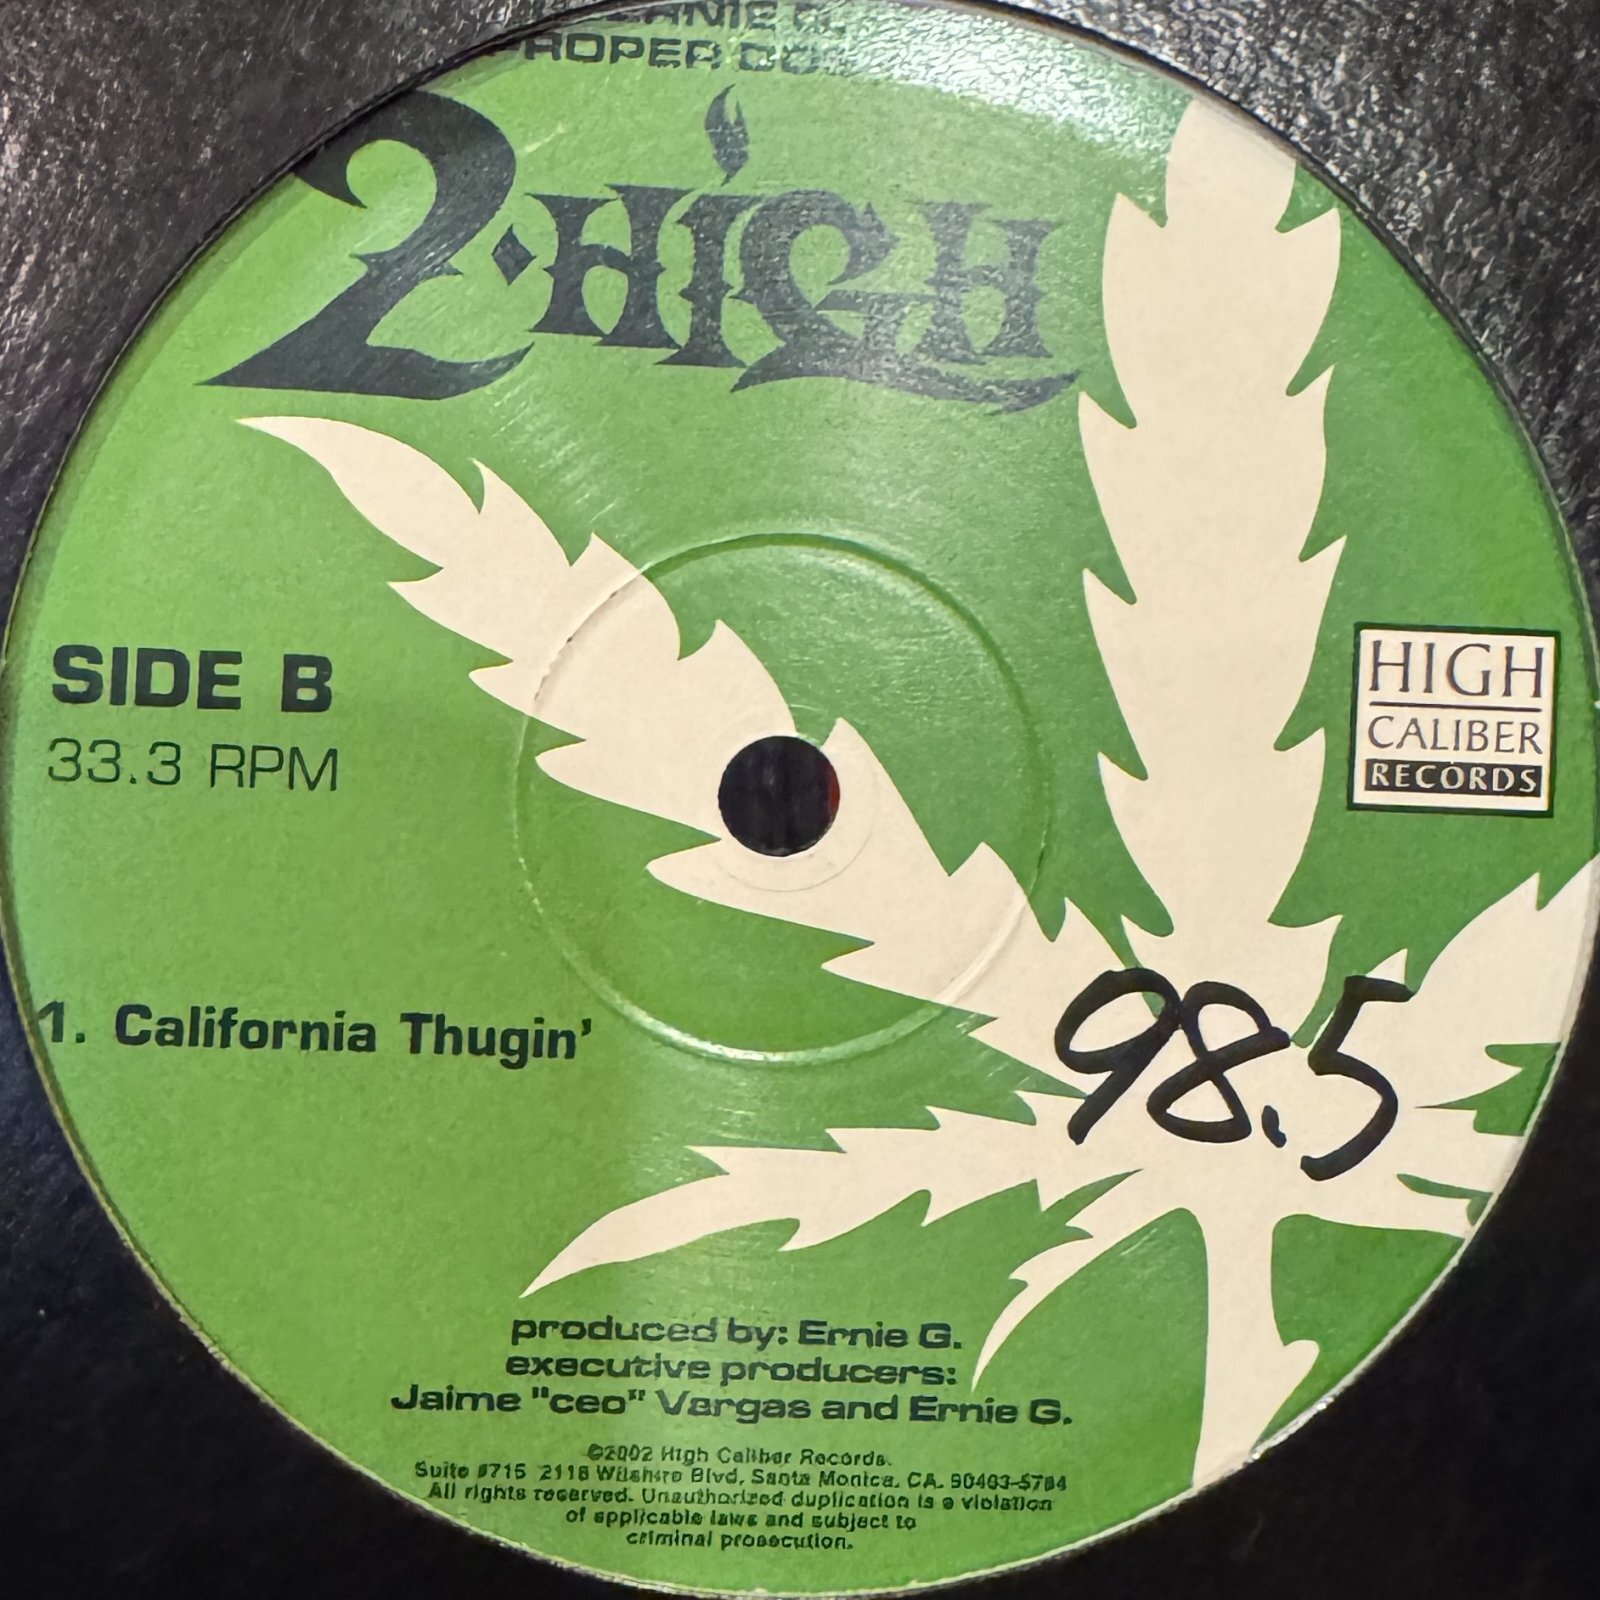 2·HIGH
SIDE B
33.3 RPM
HIGH
CALIBER
RECORDS
1. California Thugin'
98.5
produced by: Ernie G.
executive producers:
Jaime "ceo" Vargas and Ernie G.
©2002 High Caliber Records.
Suite #715 2118 Wilshire Blvd, Santa Monica, CA. 90403-5784
All rights reserved. Unauthorized duplication is a violation
of applicable laws and subject to
criminal prosecution.